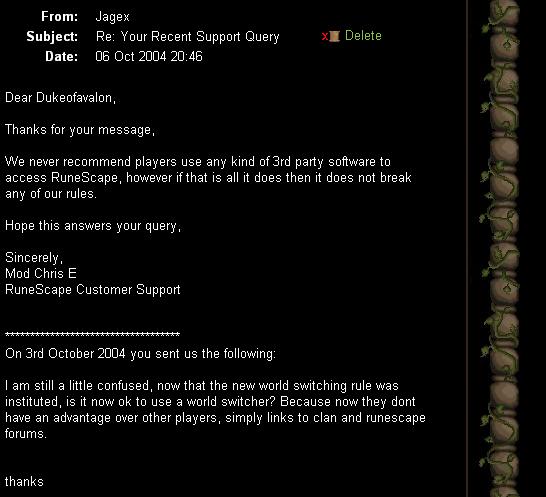 From: Jagex
Subject: Re: Your Recent Support Query x Delete
Date: 06 Oct 2004 20:46
Dear Dukeofavalon,
Thanks for your message,
We never recommend players use any kind of 3rd party software to
access RuneScape, however if that is all it does then it does not break
any of our rules.
Hope this answers your query,
Sincerely,
Mod Chris E
RuneScape Customer Support
***********************************
On 3rd October 2004 you sent us the following:
I am still a little confused, now that the new world switching rule was
instituted, is it now ok to use a world switcher? Because now they dont
have an advantage over other players, simply links to clan and runescape
forums.
thanks